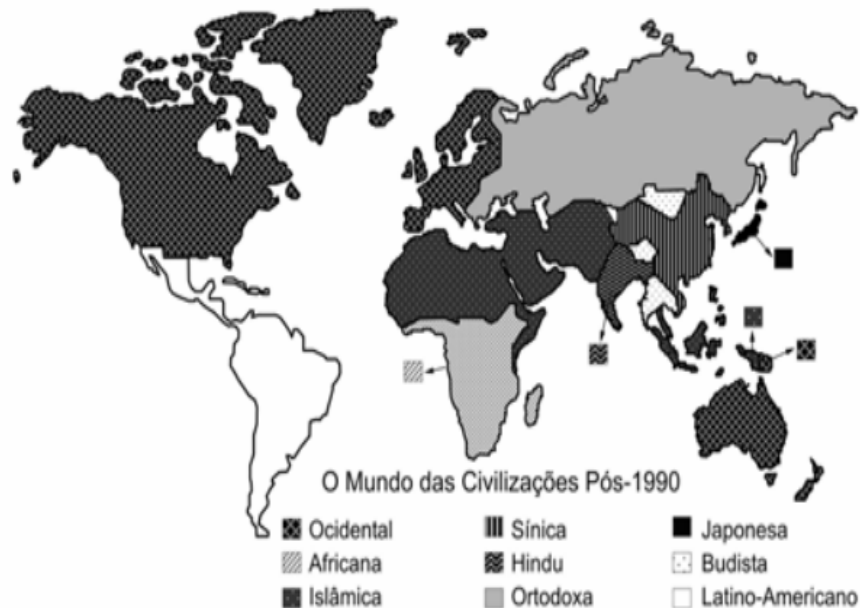 O Mundo das Civilizações Pós-1990
Ocidental
Sínica
Japonesa
Africana
Hindu
Budista
Islâmica
Ortodoxa
Latino-Americano